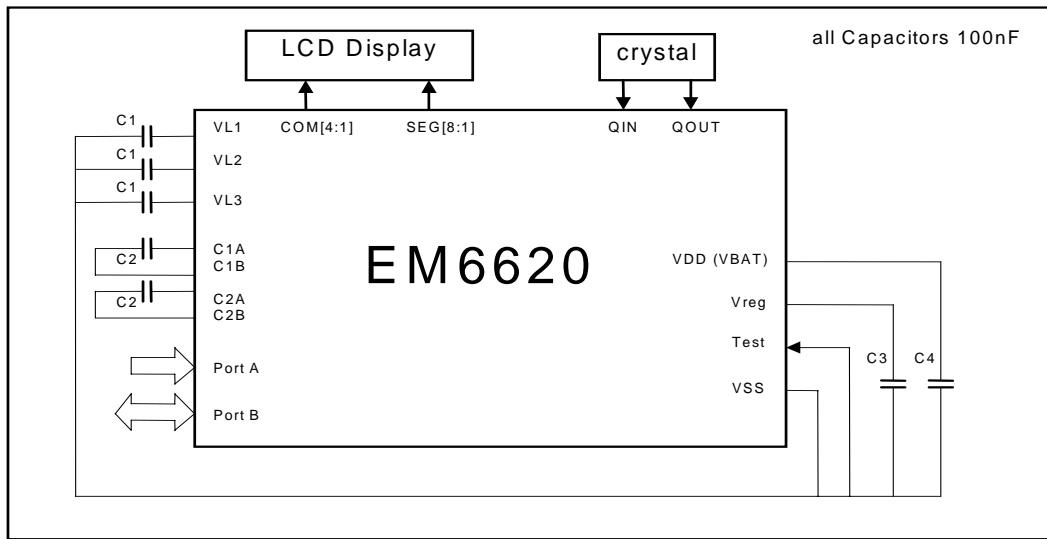 all Capacitors 100nF
LCD Display
crystal
COM[4:1]
SEG[8:1]
QIN
QOUT
C1
VL1
C1
VL2
C1
VL3
C2
C1A
C1B
C2
C2A
C2B
Port A
Port B
EM6620
VDD (VBAT)
Vreg
Test
VSS
C3
C4